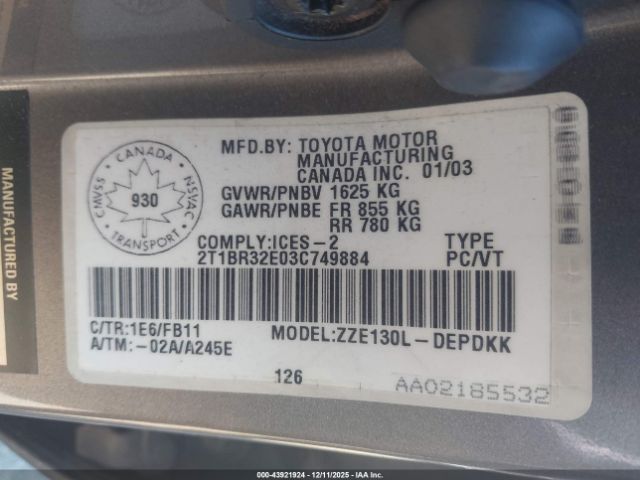 MANUFACTURED BY
CANADA
CMVSS
NSVAC
930
TRANSPORT
MFD.BY: TOYOTA MOTOR
MANUFACTURING
CANADA INC. 01/03
GVWR/PNBV 1625 KG
GAWR/PNBE FR 855 KG
RR 780 KG
COMPLY:ICES-2 TYPE
2T1BR32E03C749884 PC/VT
C/TR:1E6/FB11 MODEL:ZZE130L-DEPDKK
A/TM:-02A/A245E
126
AA02185532
000-43921924 - 12/11/2025 - IAA Inc.